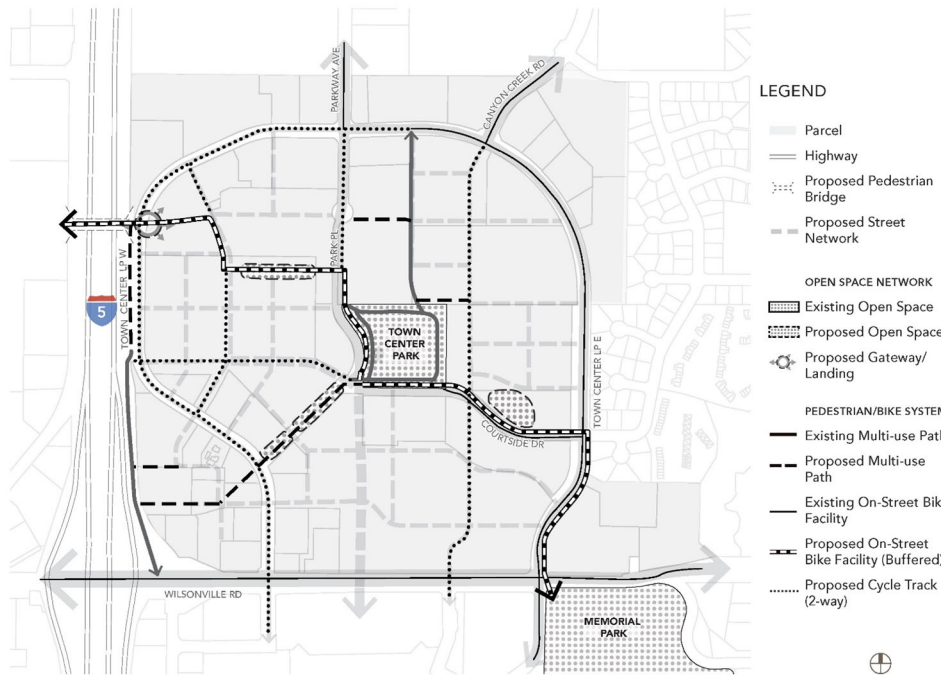 PARKWAY AVE
CANYON CREEK RD
PARK PL
TOWN CENTER LP W
5
TOWN
CENTER
PARK
TOWN CENTER LP E
COURTSIDE DR
WILSONVILLE RD
MEMORIAL
PARK
LEGEND
Parcel
Highway
Proposed Pedestrian
Bridge
Proposed Street
Network
OPEN SPACE NETWORK
Existing Open Space
Proposed Open Space
Proposed Gateway/
Landing
PEDESTRIAN/BIKE SYSTEM
Existing Multi-use Path
Proposed Multi-use
Path
Existing On-Street Bik
Facility
Proposed On-Street
Bike Facility (Buffered)
Proposed Cycle Track
(2-way)